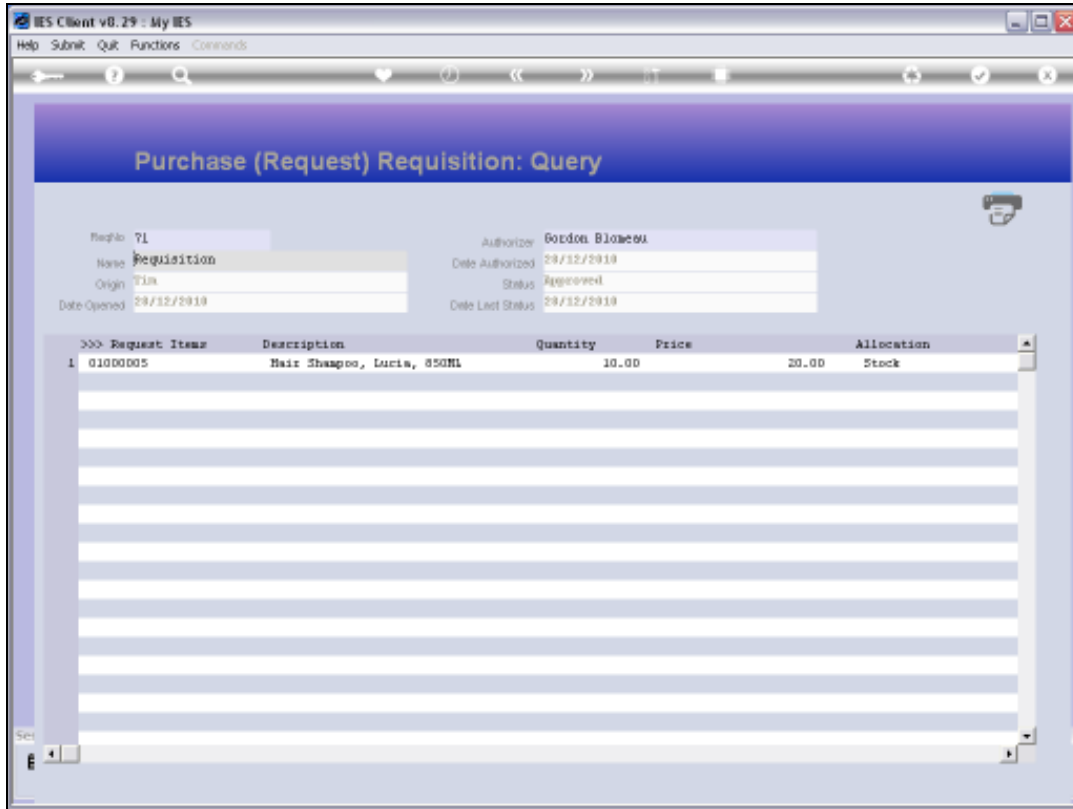 IES Client v8.29 : My IES
Help Submit Quit Functions Commands
Purchase (Request) Requisition: Query
ReqNo 71
Name Requisition
Origin Tim
Date Opened 28/12/2010
Authorizer Gordon Blomeau
Date Authorized 28/12/2010
Status Approved
Date Last Status 28/12/2010
>>> Request Items Description Quantity Price Allocation
1 01000005 Hair Shampoo, Lucia, 850ML 10.00 20.00 Stock